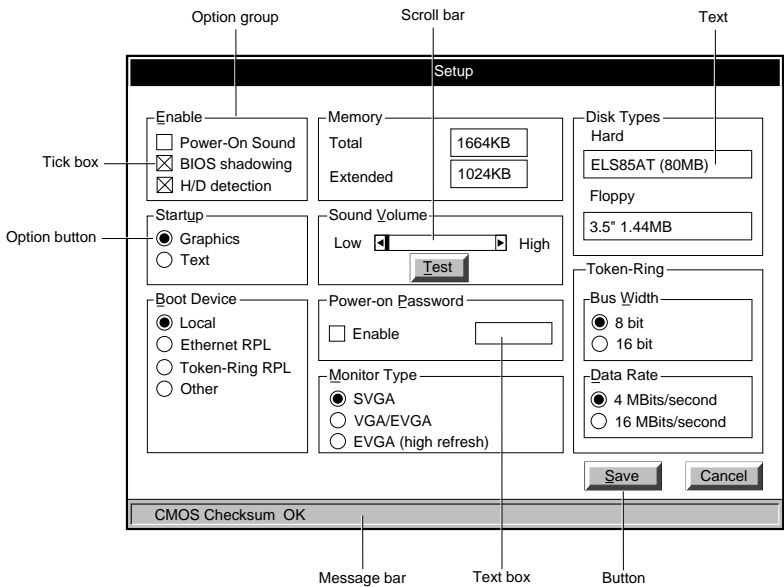 Option group
Scroll bar
Text
Setup
Enable
Power-On Sound
BIOS shadowing
H/D detection
Memory
Total 1664KB
Extended 1024KB
Disk Types
Hard
ELS85AT (80MB)
Floppy
3.5" 1.44MB
Tick box
Startup
Graphics
Text
Option button
Sound Volume
Low High
Test
Boot Device
Local
Ethernet RPL
Token-Ring RPL
Other
Power-on Password
Enable
Monitor Type
SVGA
VGA/EVGA
EVGA (high refresh)
Token-Ring
Bus Width
8 bit
16 bit
Data Rate
4 MBits/second
16 MBits/second
Save Cancel
CMOS Checksum OK
Message bar
Text box
Button